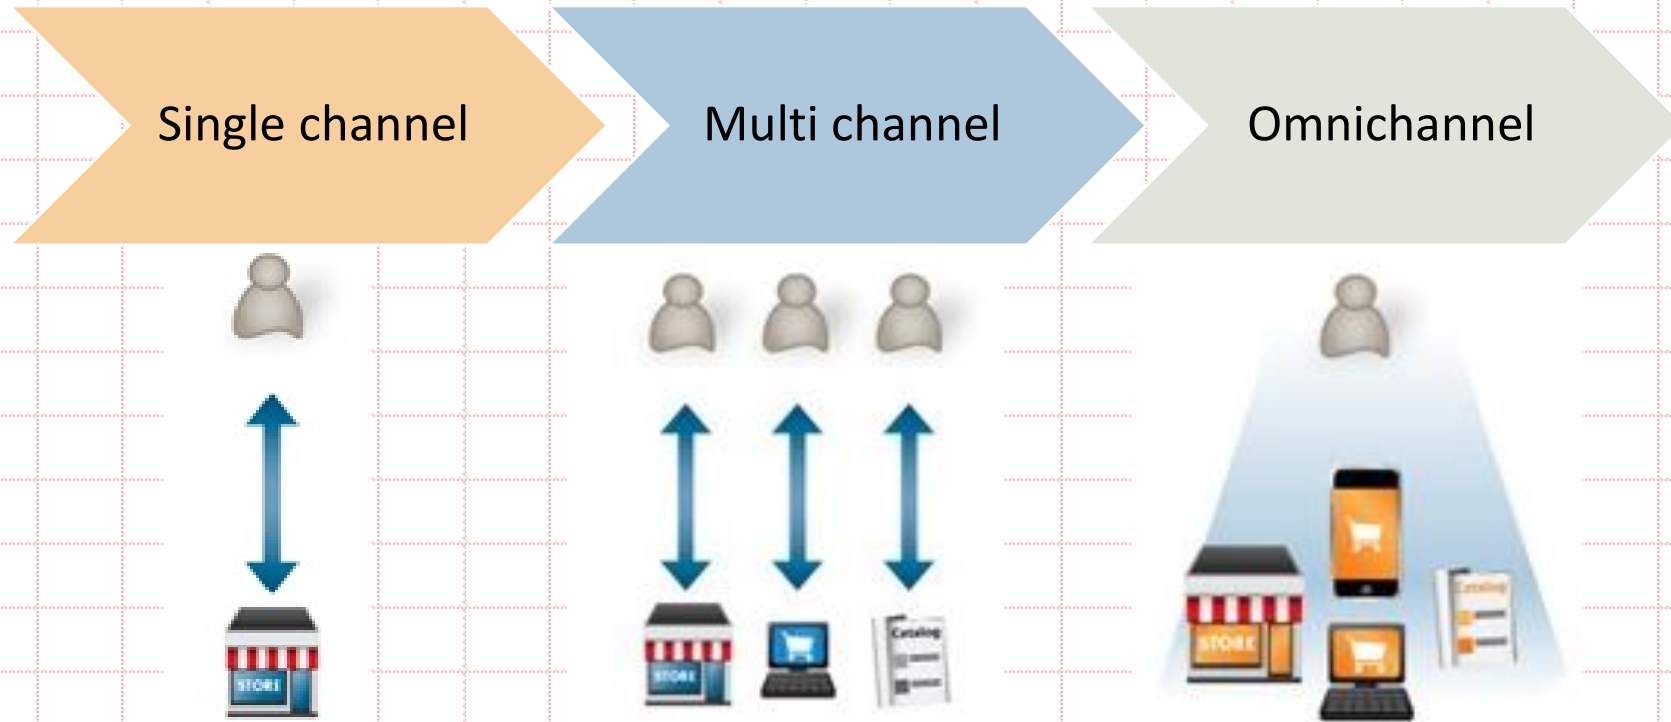 Single channel
Multi channel
Omnichannel
STORE
STORE
Catalog
STORE
Catalog